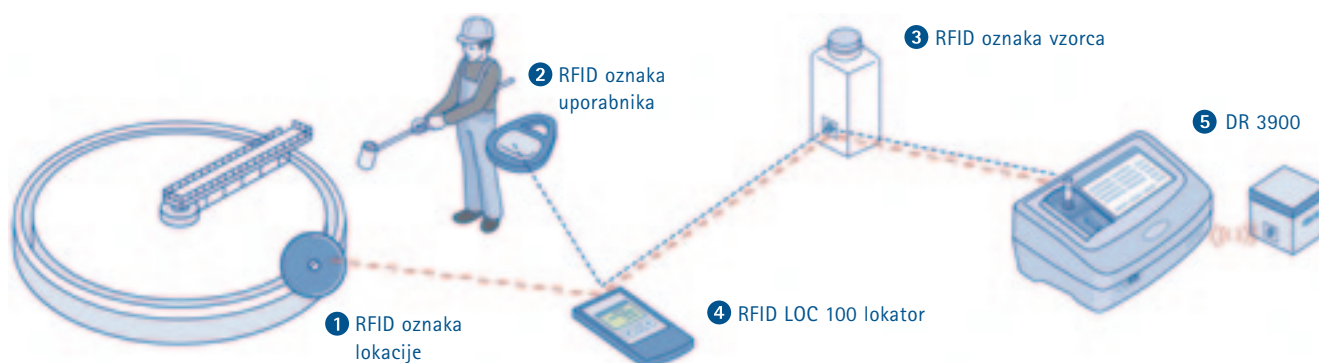 1 RFID oznaka
lokacije
2 RFID oznaka
uporabnika
3 RFID oznaka vzorca
4 RFID LOC 100 lokator
5 DR 3900